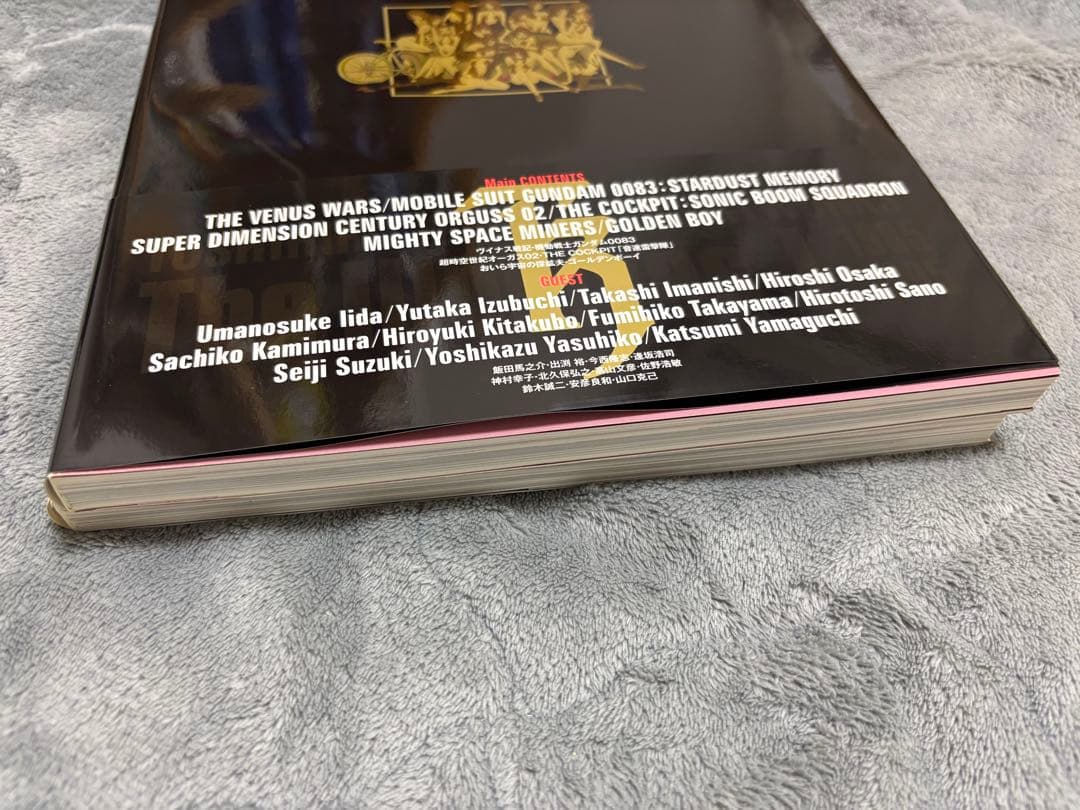 Main CONTENTS
THE VENUS WARS/MOBILE SUIT GUNDAM 0083:STARDUST MEMORY
SUPER DIMENSION CENTURY ORGUSS 02/THE COCKPIT:SONIC BOOM SQUADRON
MIGHTY SPACE MINERS/GOLDEN BOY
ヴイナス戦記・機動戦士ガンダム0083
超時空世紀オーガス02・THE COCKPIT「音速雷撃隊」
おいら宇宙の探鉱夫・ゴールデンボーイ
GUEST
Umanosuke Iida/Yutaka Izubuchi/Takashi Imanishi/Hiroshi Osaka
Sachiko Kamimura/Hiroyuki Kitakubo/Fumihiko Takayama/Hirotoshi Sano
Seiji Suzuki/Yoshikazu Yasuhiko/Katsumi Yamaguchi
飯田馬之介・出渕 裕・今西隆志・逢坂浩司
神村幸子・北久保弘之・高山文彦・佐野浩敏
鈴木誠二・安彦良和・山口克己